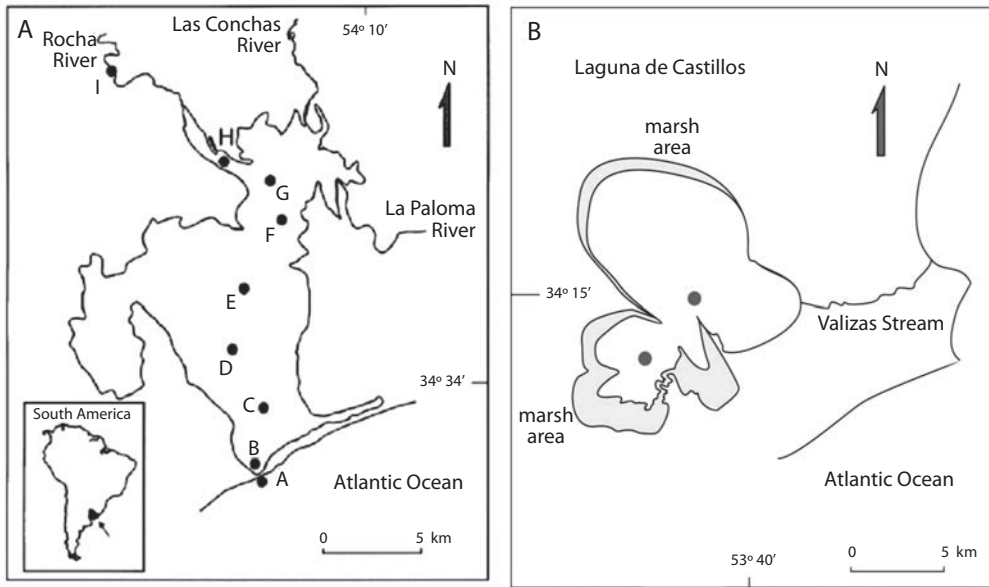 A
Rocha
River
Las Conchas
River
54º 10'
N
I
H
G
F
La Paloma
River
E
D
34º 34'
C
B
A
Atlantic Ocean
South America
0 5 km
B
Laguna de Castillos
N
marsh
area
34º 15'
Valizas Stream
marsh
area
Atlantic Ocean
53º 40'
0 5 km